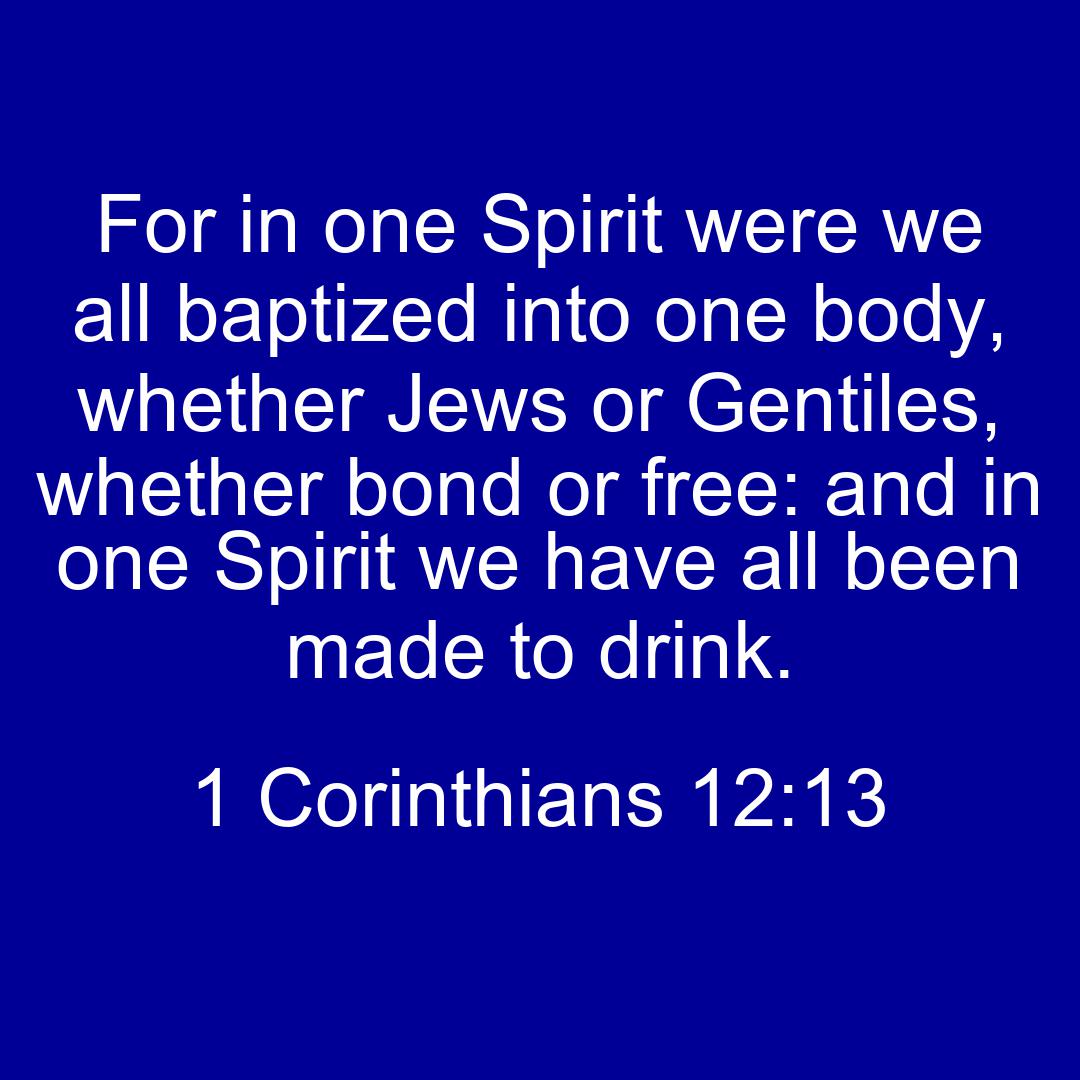 For in one Spirit were we
all baptized into one body,
whether Jews or Gentiles,
whether bond or free: and in
one Spirit we have all been
made to drink.
1 Corinthians 12:13